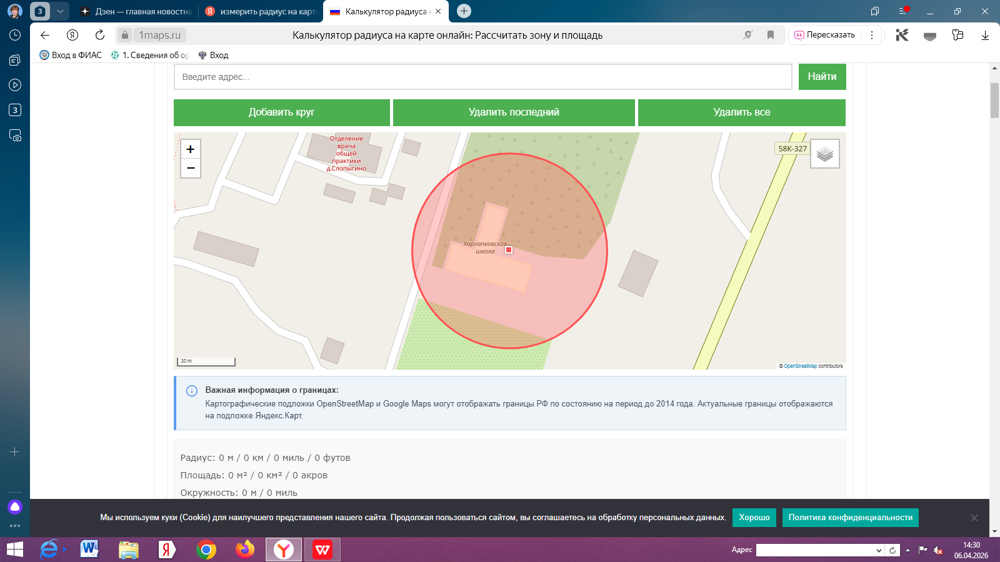 3
Дзен — главная новостна
Я
измерить радиус на карт
Калькулятор радиуса н
Я
1maps.ru
Калькулятор радиуса на карте онлайн: Рассчитать зону и площадь
Пересказать
Вход в ФИАС
1. Сведения об ор
Вход
3
Введите адрес...
Найти
Добавить круг
Удалить последний
Удалить все
+
−
Отделение
врача
общей
практики
д.Слопыгино
58К-327
Харлапковская
школа
30 m
© OpenStreetMap contributors
Важная информация о границах:
Картографические подложки OpenStreetMap и Google Maps могут отображать границы РФ по состоянию на период до 2014 года. Актуальные границы отображаются
на подложке Яндекс.Карт.
Радиус: 0 м / 0 км / 0 миль / 0 футов
Площадь: 0 м² / 0 км² / 0 акров
Окружность: 0 м / 0 миль
Мы используем куки (Cookie) для наилучшего представления нашего сайта. Продолжая пользоваться сайтом, вы соглашаетесь на обработку персональных данных.
Хорошо
Политика конфиденциальности
Адрес
14:30
06.04.2026